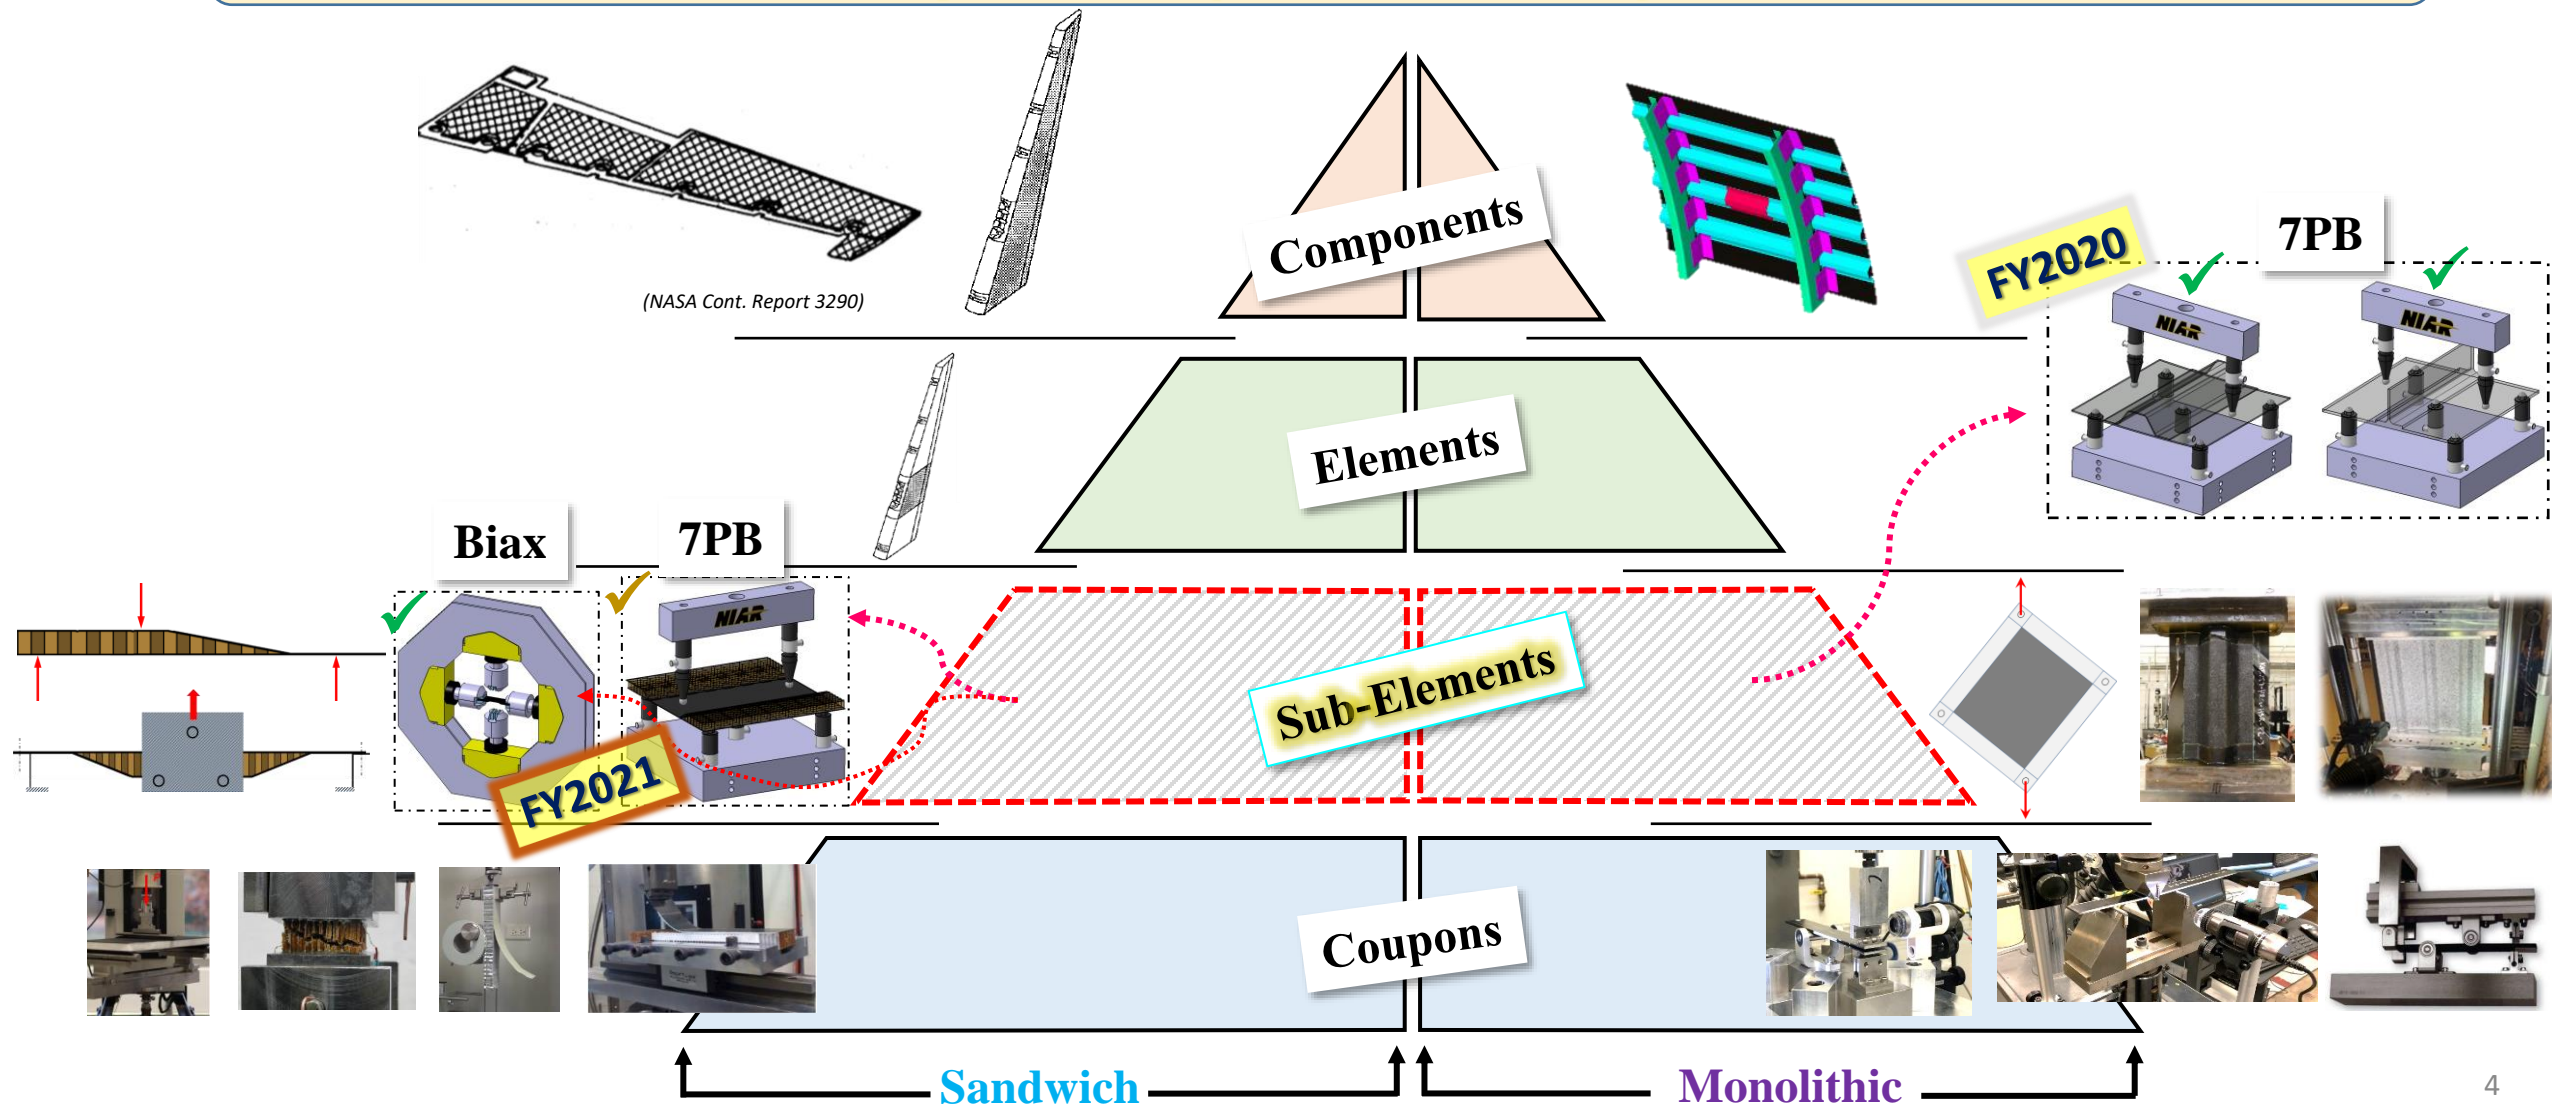 Components
(NASA Cont. Report 3290)
FY2020
7PB
NIAR
NIAR
Elements
Biax
7PB
NIAR
Sub-Elements
FY2021
Coupons
Sandwich
Monolithic
4